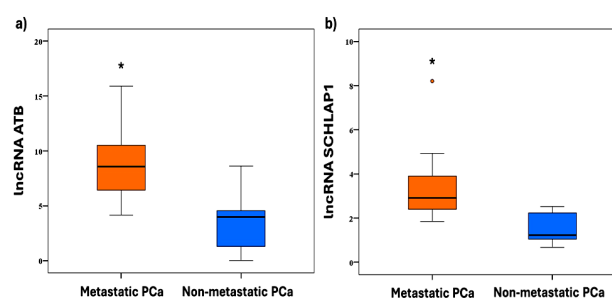 a)
lncRNA ATB
20
15
10
5
0
*
Metastatic PCa
Non-metastatic PCa
b)
lncRNA SCHLAP1
10
8
6
4
2
0
*
Metastatic PCa
Non-metastatic PCa